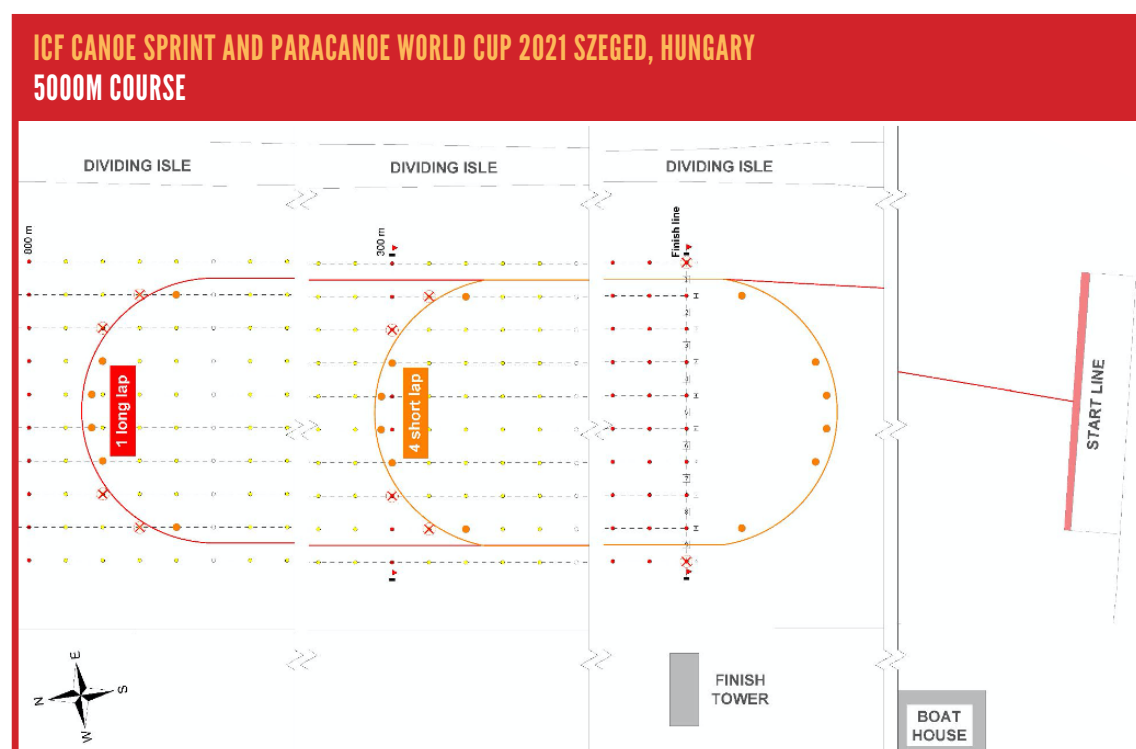 ICF CANOE SPRINT AND PARACANOE WORLD CUP 2021 SZEGED, HUNGARY
5000M COURSE
DIVIDING ISLE
DIVIDING ISLE
DIVIDING ISLE
800 m
300 m
Finish line
1 long lap
4 short lap
START LINE
E
N
S
W
FINISH
TOWER
BOAT
HOUSE